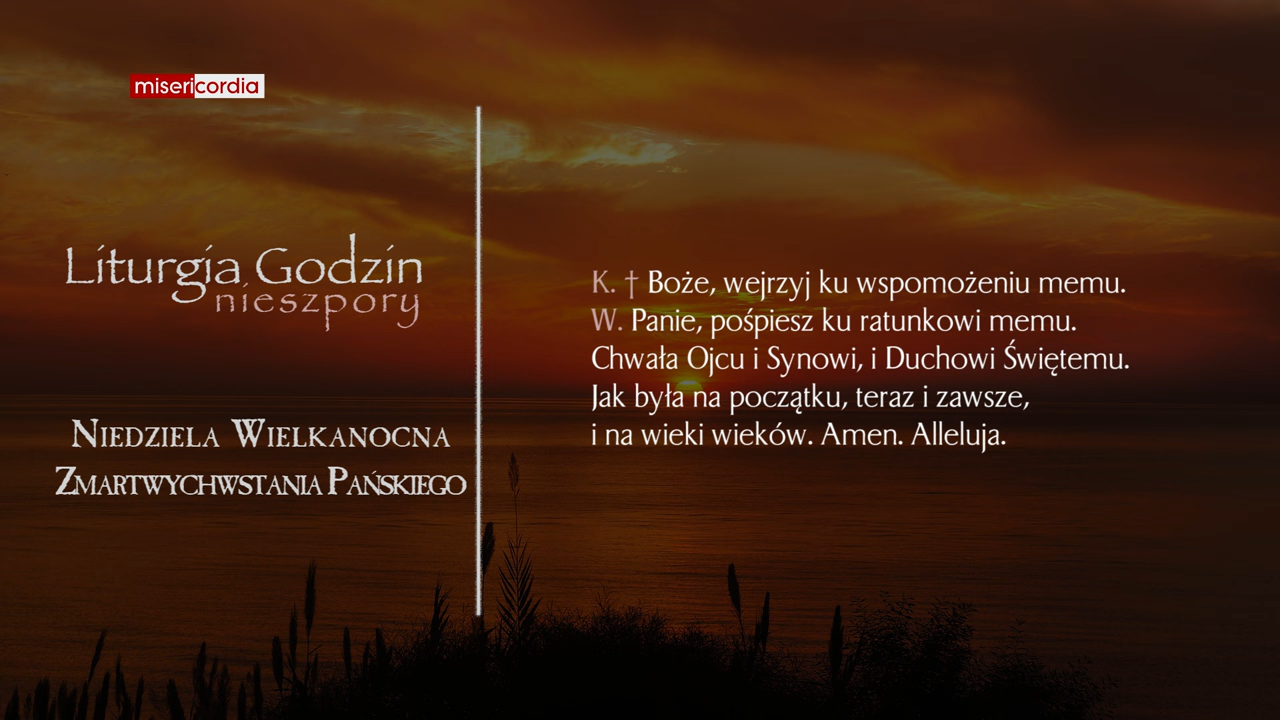 misericordia
Liturgia Godzin
nieszpory
Niedziela Wielkanocna
Zmartwychwstania Pańskiego
K. † Boże, wejrzyj ku wspomożeniu memu.
W. Panie, pośpiesz ku ratunkowi memu.
Chwała Ojcu i Synowi, i Duchowi Świętemu.
Jak była na początku, teraz i zawsze,
i na wieki wieków. Amen. Alleluja.